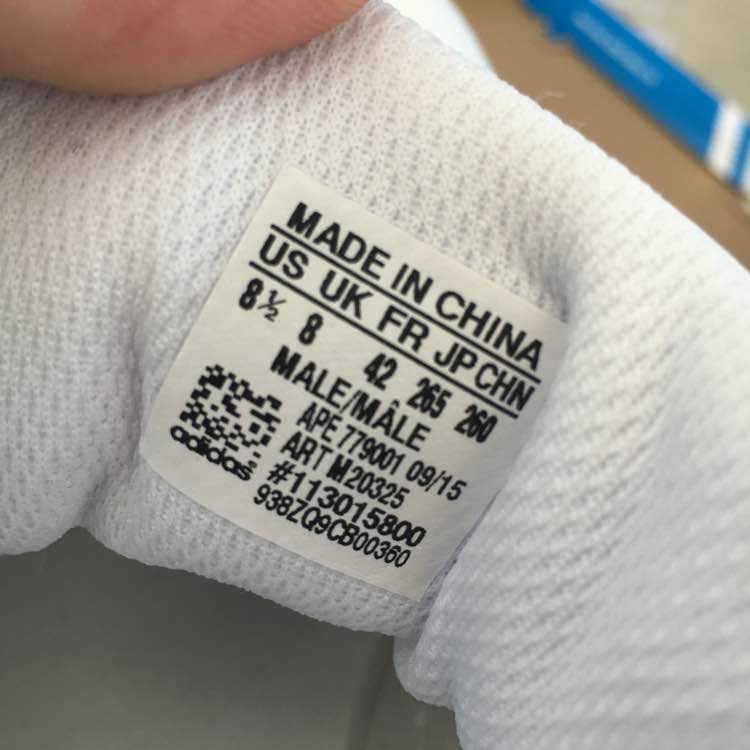 MADE IN CHINA
US UK FR JP CHN
8½ 8 42 265 260
MALE/MÂLE
APE 779001 09/15
ART M20325
#113015800
938ZQ9CB00360
adidas